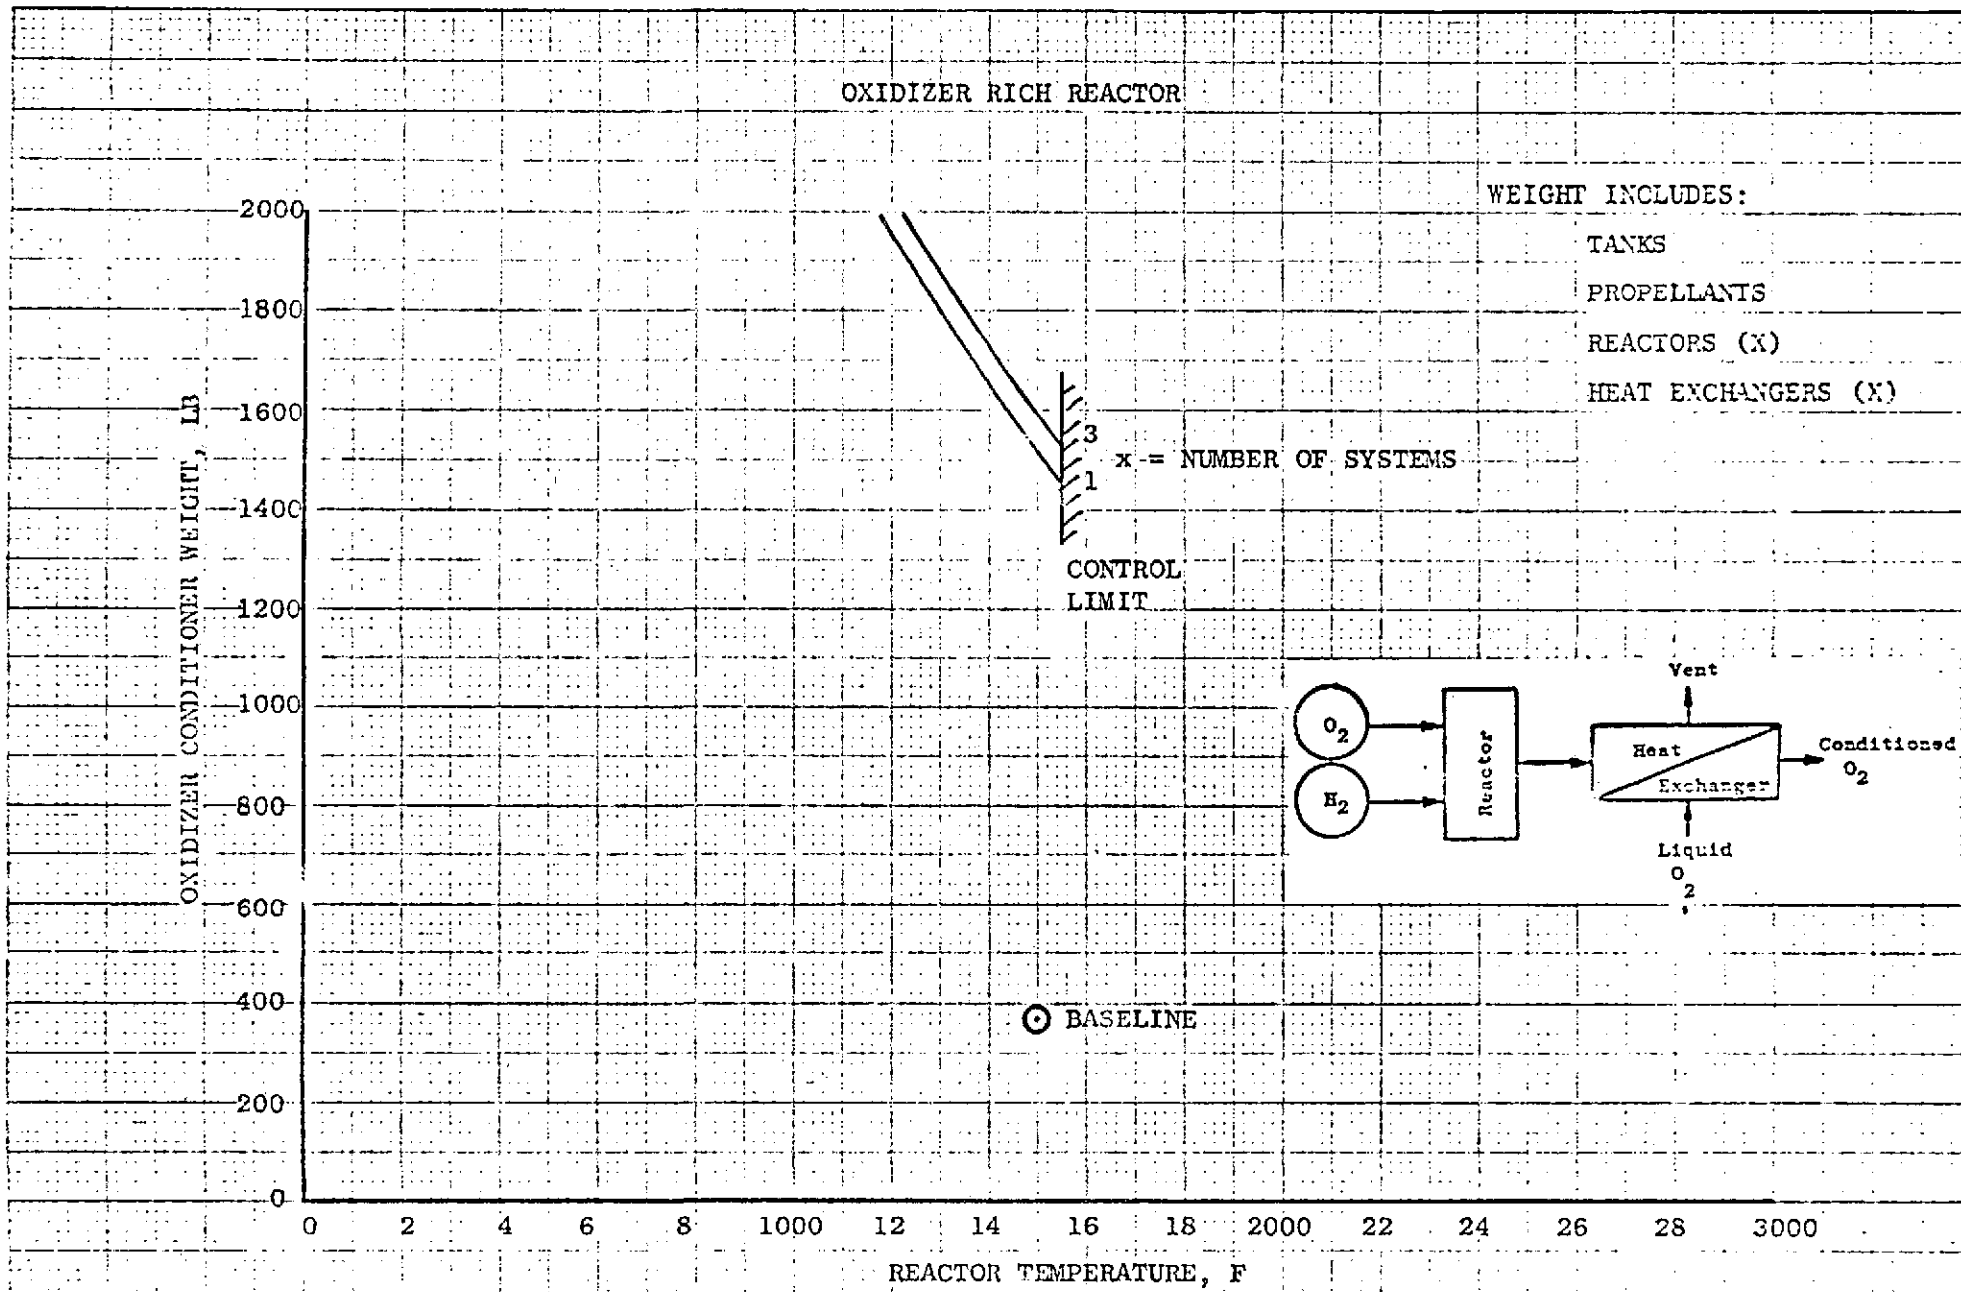 OXIDIZER RICH REACTOR
WEIGHT INCLUDES:
TANKS
PROPELLANTS
REACTORS (X)
HEAT EXCHANGERS (X)
OXIDIZER CONDITIONER WEIGHT, LB
2000
1800
1600
1400
1200
1000
800
600
400
200
0
3
x = NUMBER OF SYSTEMS
1
CONTROL
LIMIT
Vent
O2
H2
Reactor
Heat
Exchanger
Conditioned
O2
Liquid
O2
BASELINE
0 2 4 6 8 1000 12 14 16 18 2000 22 24 26 28 3000
REACTOR TEMPERATURE, F